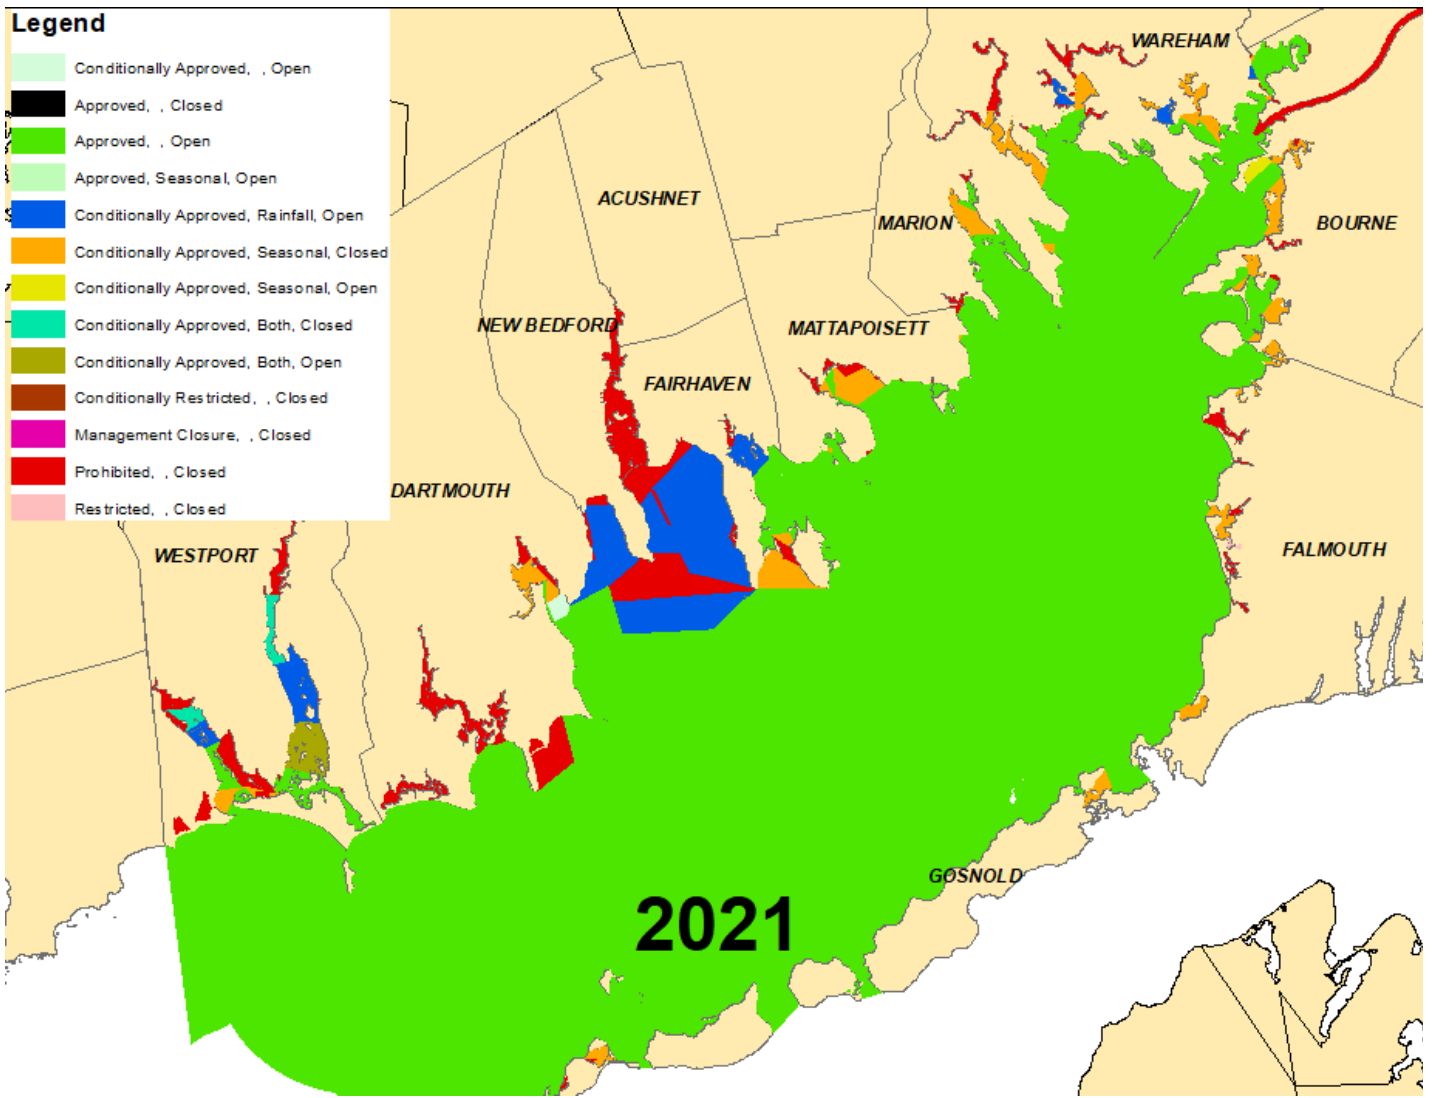 Legend
Conditionally Approved, , Open
Approved, , Closed
Approved, , Open
Approved, Seasonal, Open
Conditionally Approved, Rainfall, Open
Conditionally Approved, Seasonal, Closed
Conditionally Approved, Seasonal, Open
Conditionally Approved, Both, Closed
Conditionally Approved, Both, Open
Conditionally Restricted, , Closed
Management Closure, , Closed
Prohibited, , Closed
Restricted, , Closed
WAREHAM
ACUSHNET
MARION
BOURNE
NEW BEDFORD
MATTAPOISETT
FAIRHAVEN
DARTMOUTH
WESTPORT
FALMOUTH
GOSNOLD
2021